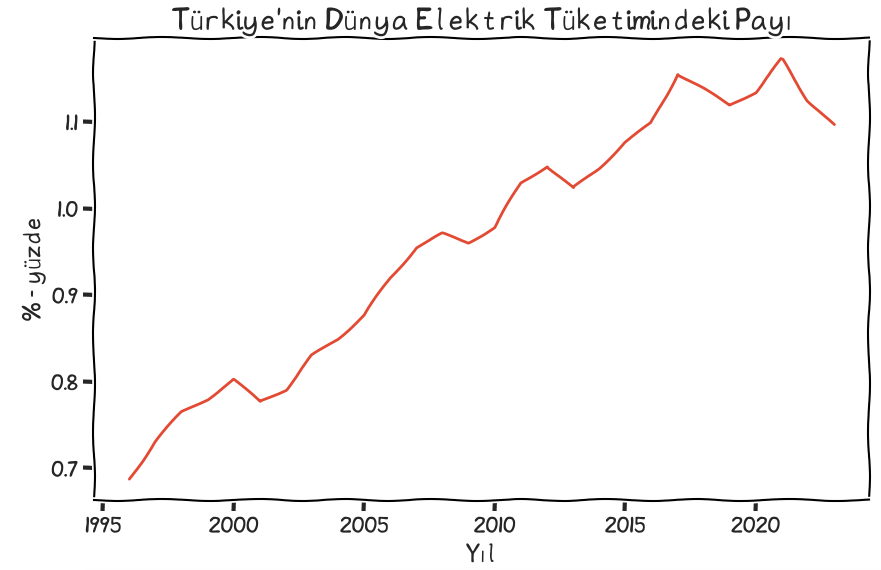 Türkiye'nin Dünya Elektrik Tüketimindeki Payı
%-yüzde
1.1
1.0
0.9
0.8
0.7
1995 2000 2005 2010 2015 2020
Yıl